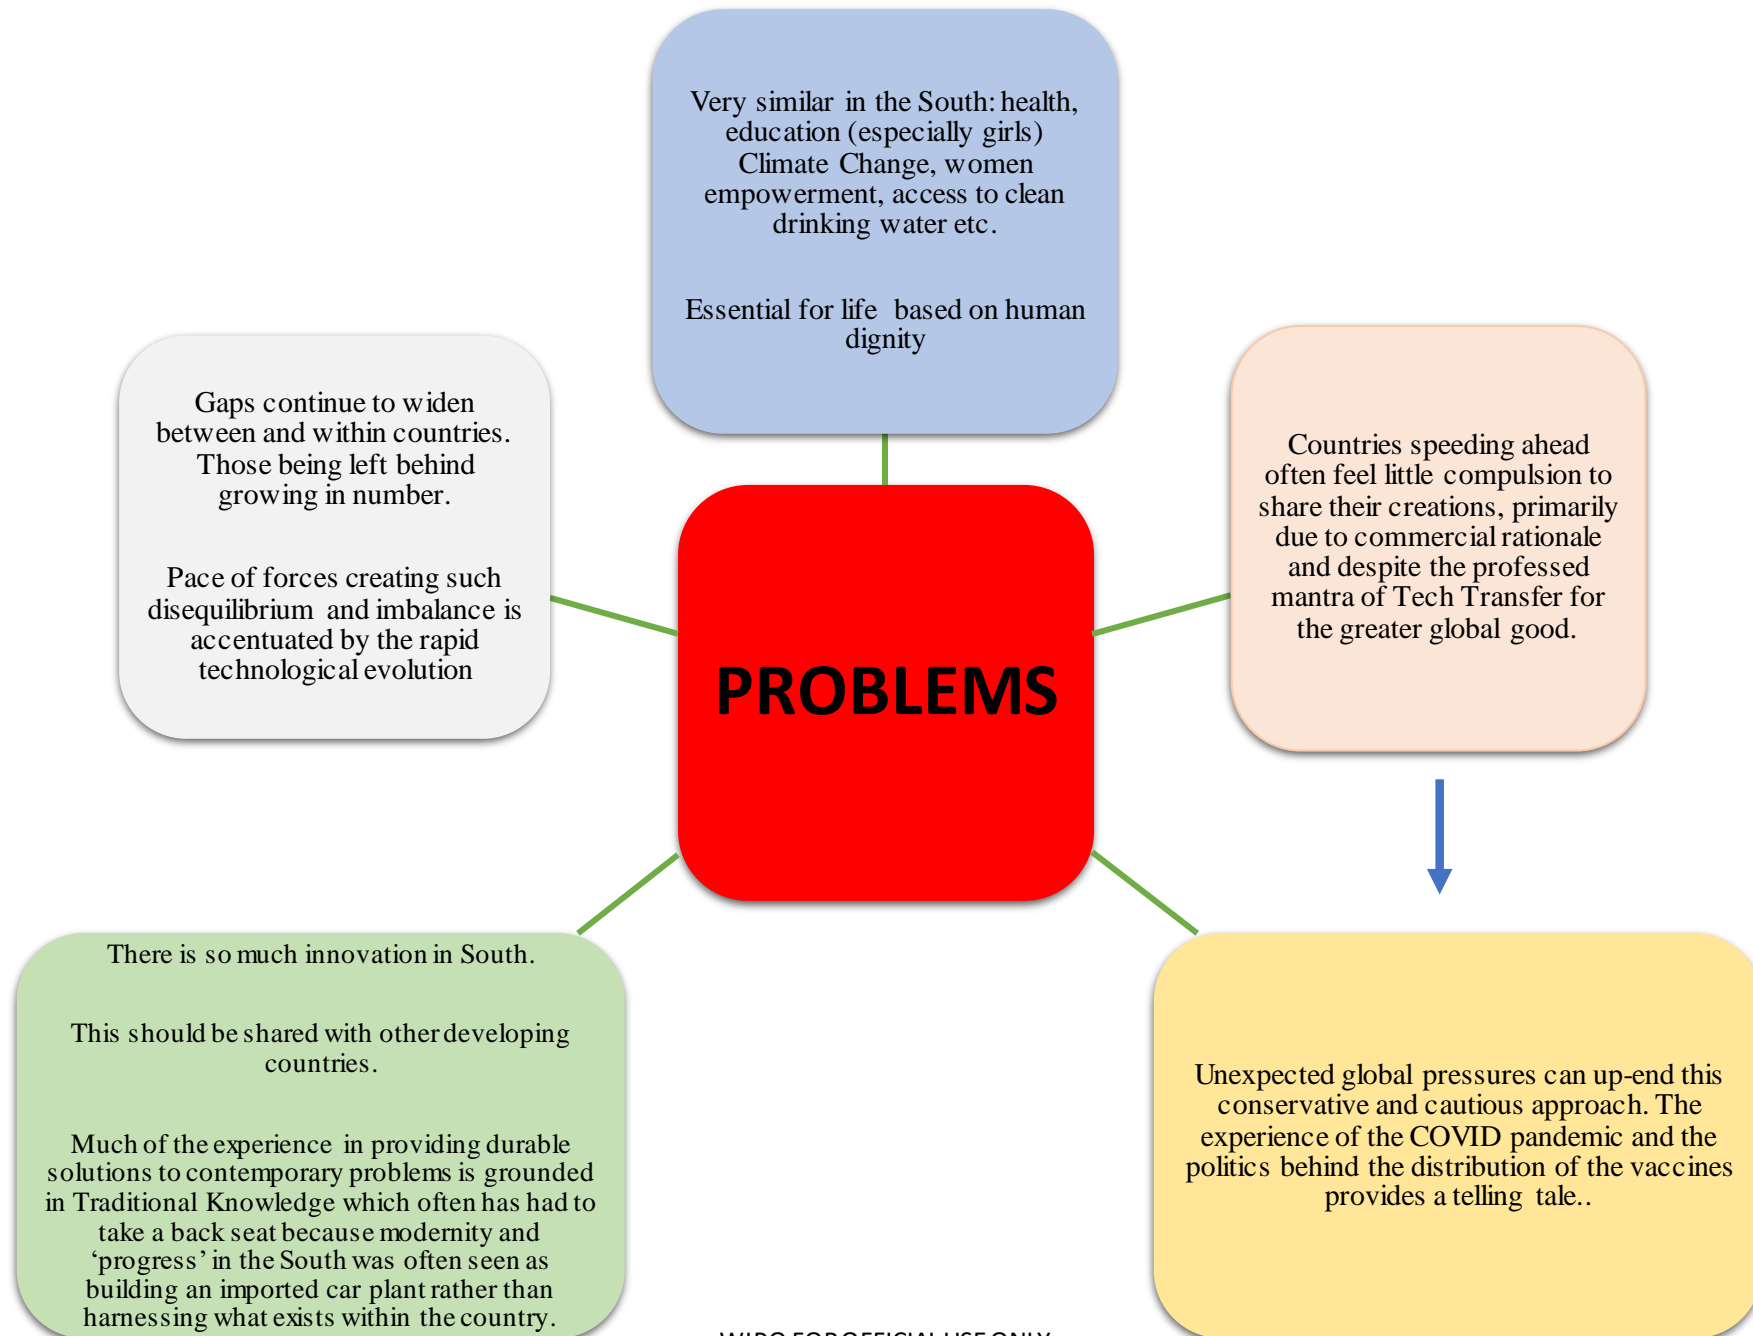 Very similar in the South: health,
education (especially girls)
Climate Change, women
empowerment, access to clean
drinking water etc.
Essential for life based on human
dignity
Gaps continue to widen
between and within countries.
Those being left behind
growing in number.
Pace of forces creating such
disequilibrium and imbalance is
accentuated by the rapid
technological evolution
Countries speeding ahead
often feel little compulsion to
share their creations, primarily
due to commercial rationale
and despite the professed
mantra of Tech Transfer for
the greater global good.
PROBLEMS
There is so much innovation in South.
This should be shared with other developing
countries.
Much of the experience in providing durable
solutions to contemporary problems is grounded
in Traditional Knowledge which often has had to
take a back seat because modernity and
‘progress’ in the South was often seen as
building an imported car plant rather than
harnessing what exists within the country.
Unexpected global pressures can up-end this
conservative and cautious approach. The
experience of the COVID pandemic and the
politics behind the distribution of the vaccines
provides a telling tale..
WIPO FOR OFFICIAL USE ONLY